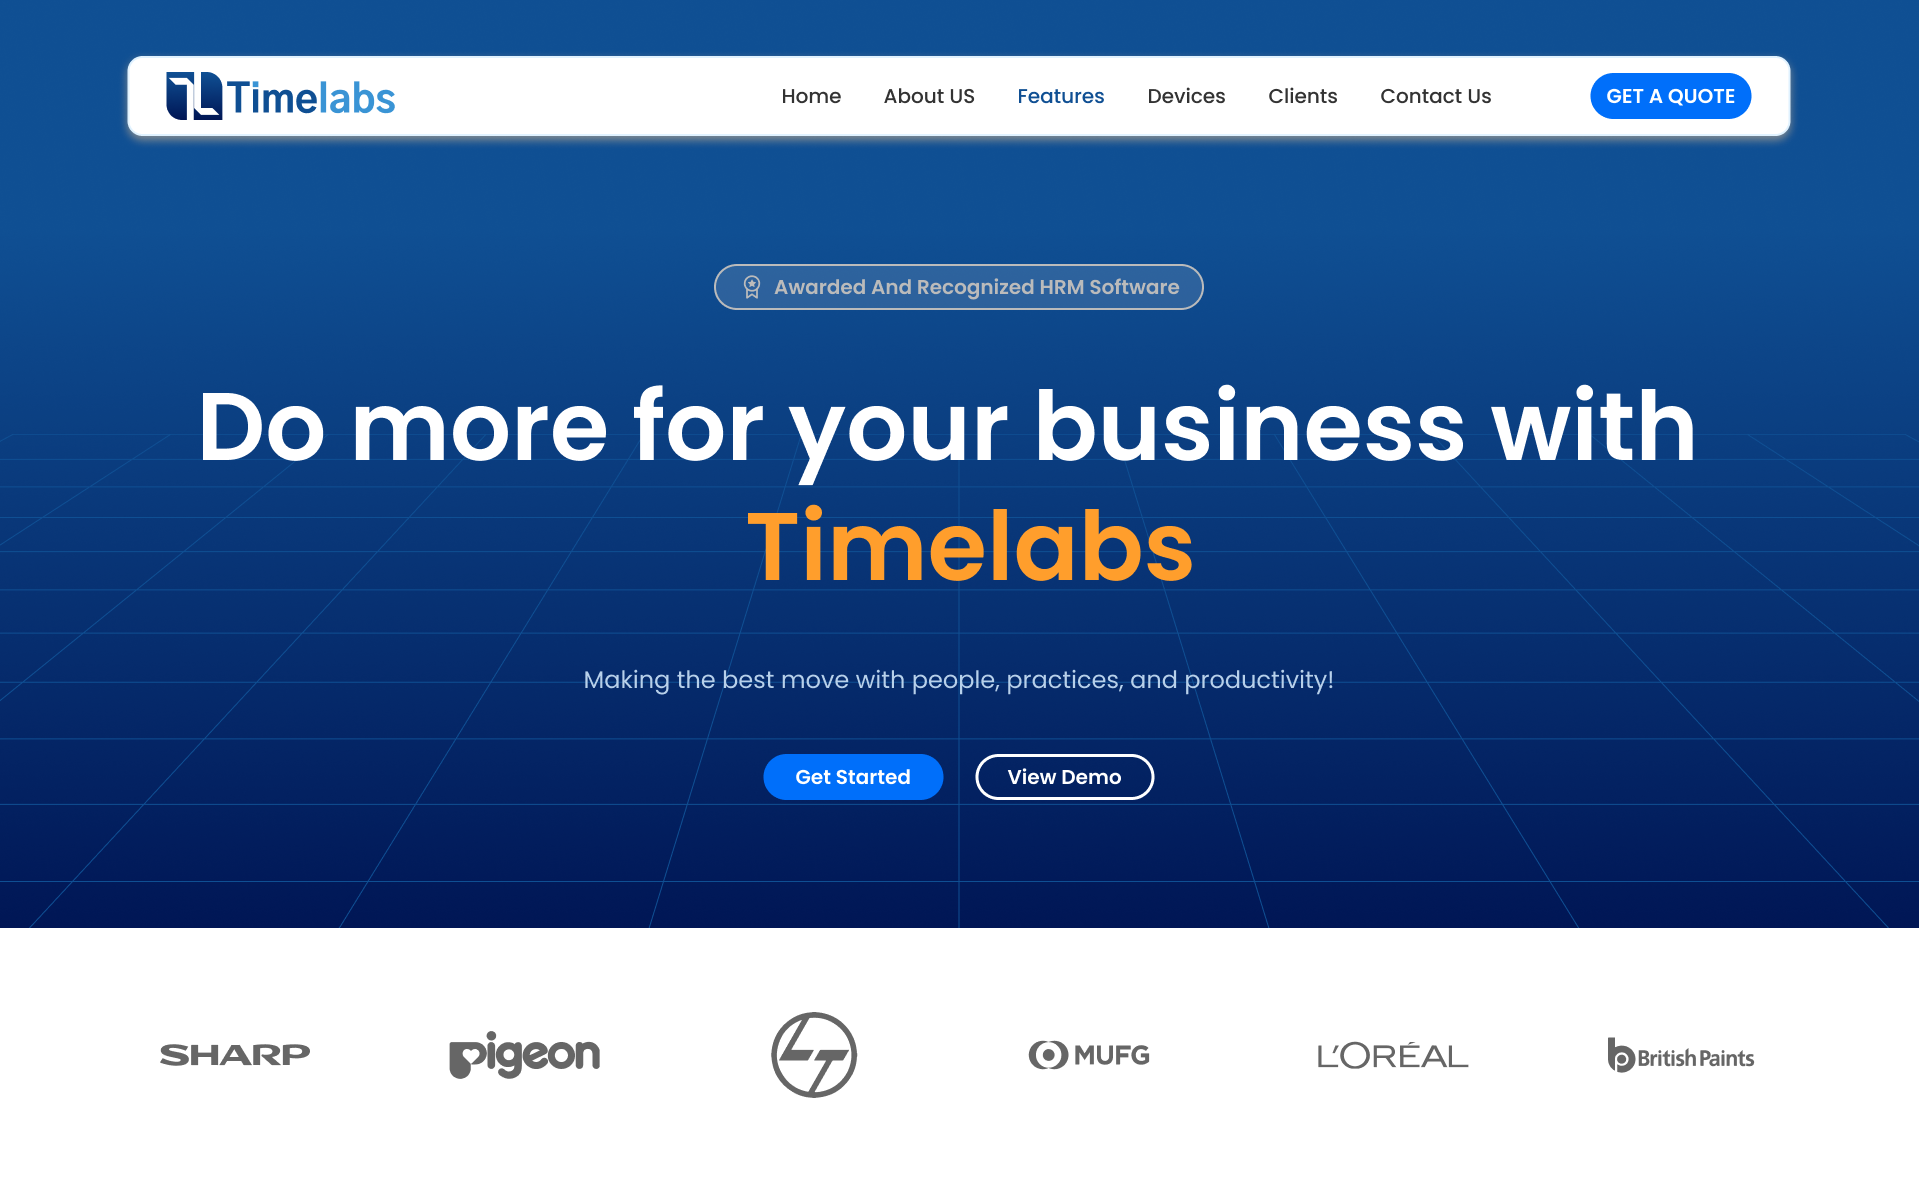 Timelabs
Home About US Features Devices Clients Contact Us GET A QUOTE
Awarded And Recognized HRM Software
Do more for your business with
Timelabs
Making the best move with people, practices, and productivity!
Get Started View Demo
SHARP pigeon LT MUFG L'ORÉAL b British Paints